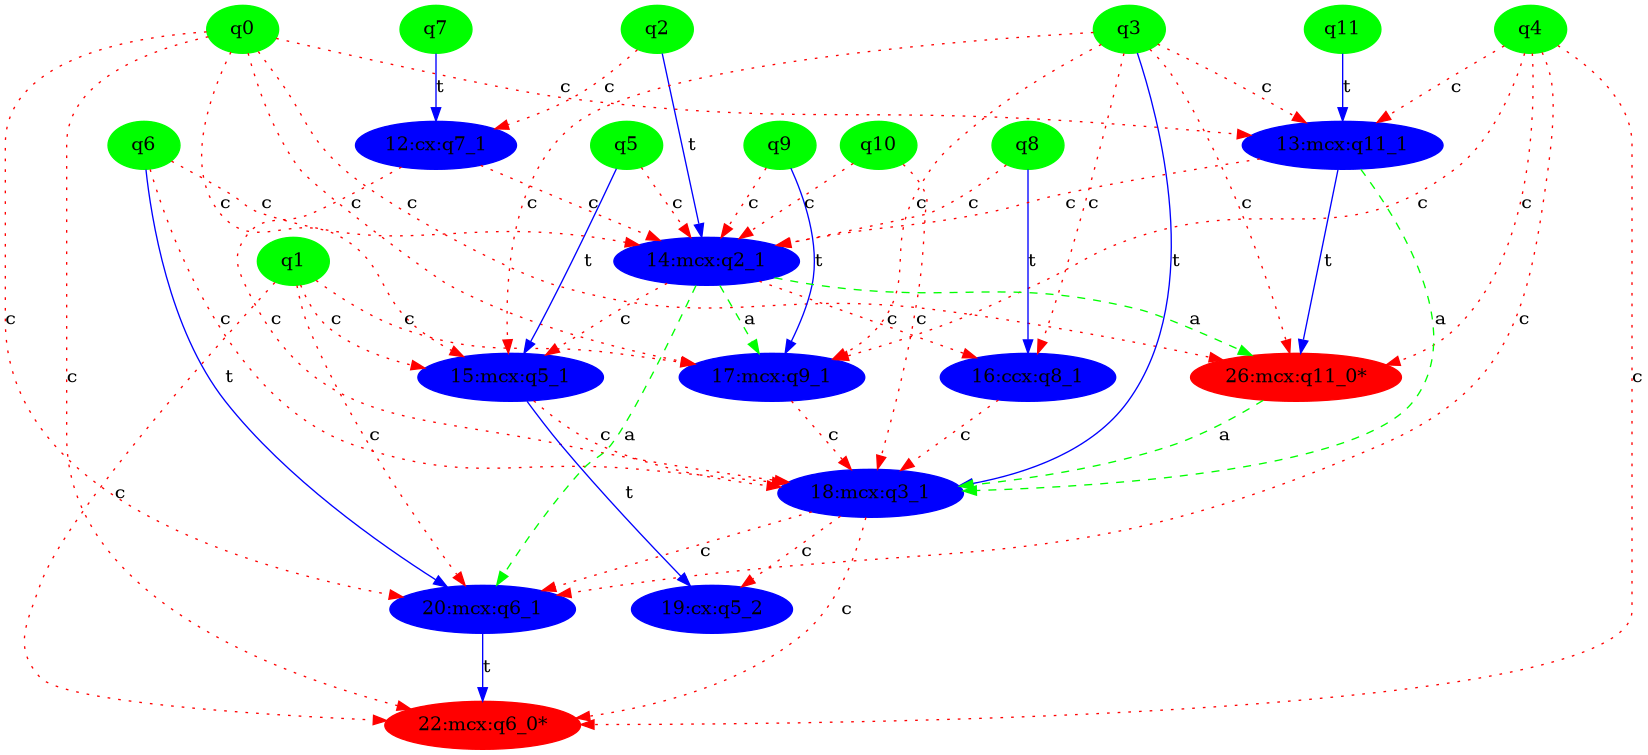 q0 q7 q2 q3 q11 q4
t c c c t c
q6 12:cx:q7_1 q5 q9 q10 q8 13:mcx:q11_1
c c c c c t c c c c c c c c c
q1 14:mcx:q2_1
t t t t t
c c c c c c a a c
15:mcx:q5_1 17:mcx:q9_1 16:ccx:q8_1 26:mcx:q11_0* c
t c c a c c c a
18:mcx:q3_1
c t c c c
20:mcx:q6_1 19:cx:q5_2 c
t
22:mcx:q6_0*